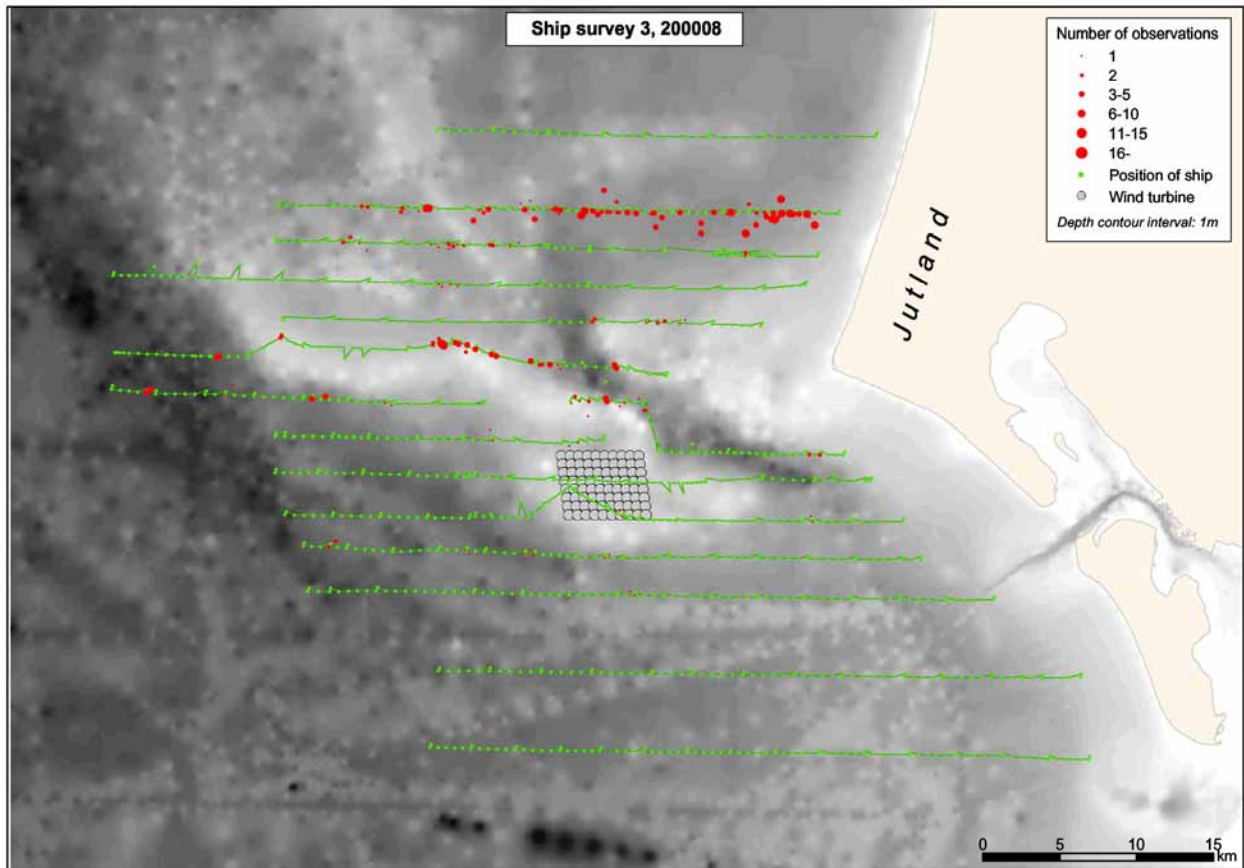 Ship survey 3, 200008
Number of observations
1
2
3-5
6-10
11-15
16-
Position of ship
Wind turbine
Depth contour interval: 1m
Jutland
0 5 10 15
km